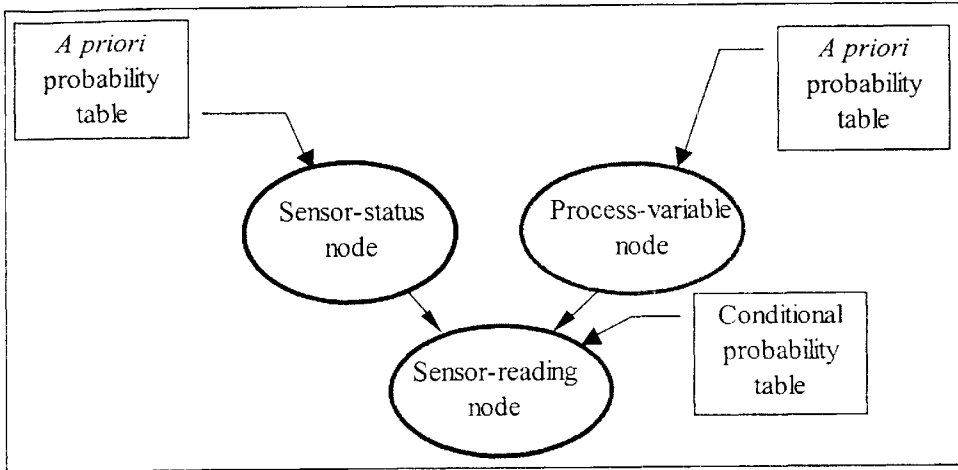 A priori
probability
table
A priori
probability
table
Sensor-status
node
Process-variable
node
Conditional
probability
table
Sensor-reading
node